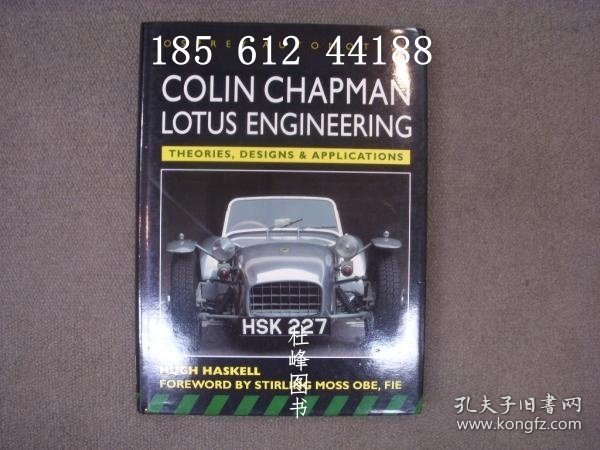 185 612 44188
COLIN CHAPMAN
LOTUS ENGINEERING
THEORIES, DESIGNS & APPLICATIONS
HSK 227
HUGH HASKELL
FOREWORD BY STIRLING MOSS OBE, FIE
杜峰图书
孔夫子旧书网
www.kongfz.com